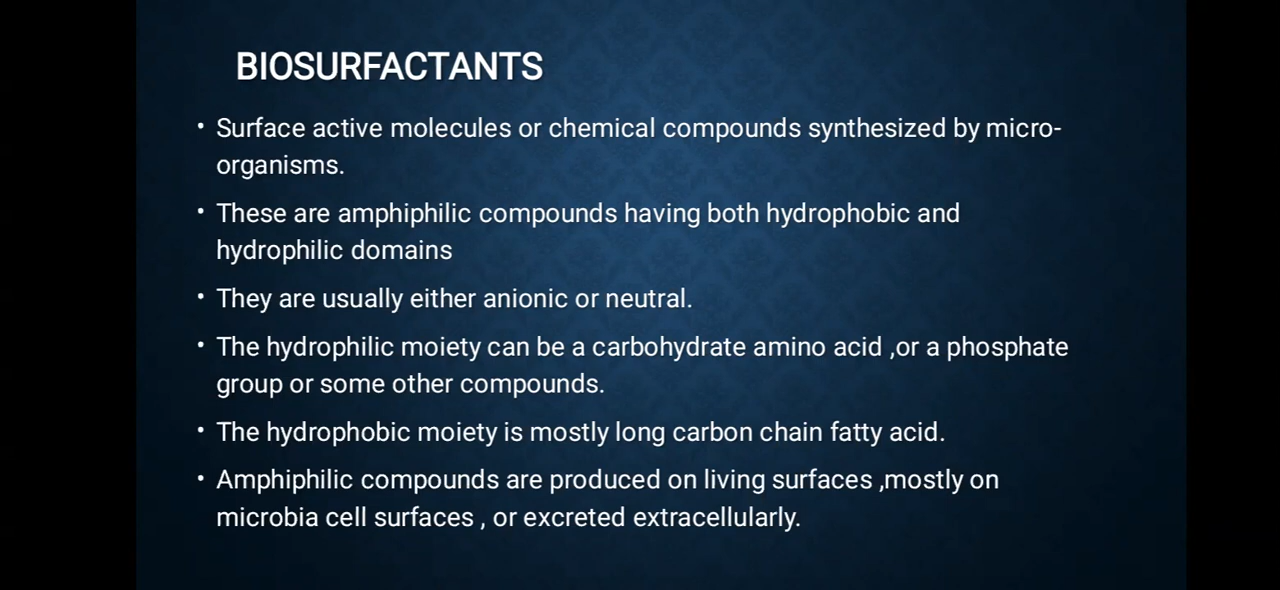 BIOSURFACTANTS
• Surface active molecules or chemical compounds synthesized by micro-
organisms.
• These are amphiphilic compounds having both hydrophobic and
hydrophilic domains
• They are usually either anionic or neutral.
• The hydrophilic moiety can be a carbohydrate amino acid ,or a phosphate
group or some other compounds.
• The hydrophobic moiety is mostly long carbon chain fatty acid.
• Amphiphilic compounds are produced on living surfaces ,mostly on
microbia cell surfaces , or excreted extracellularly.